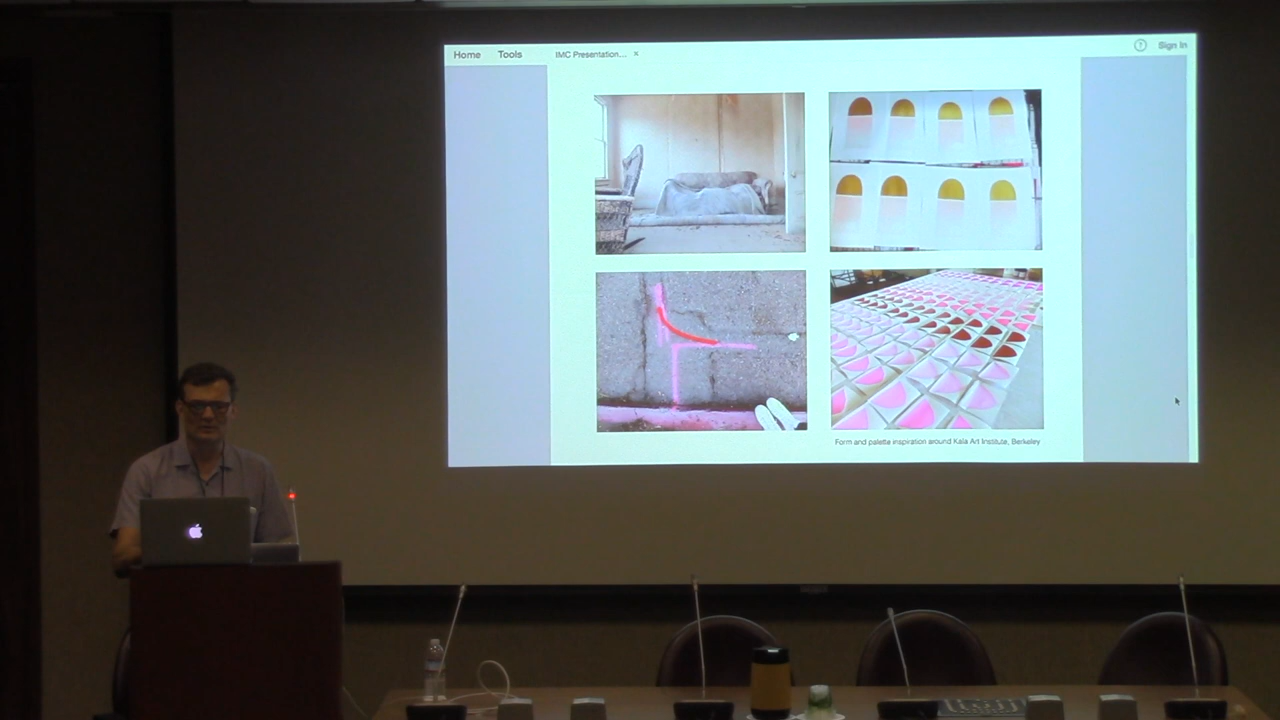 Home Tools IMC Presentation... × ? Sign In
Form and palette inspiration around Kala Art Institute, Berkeley